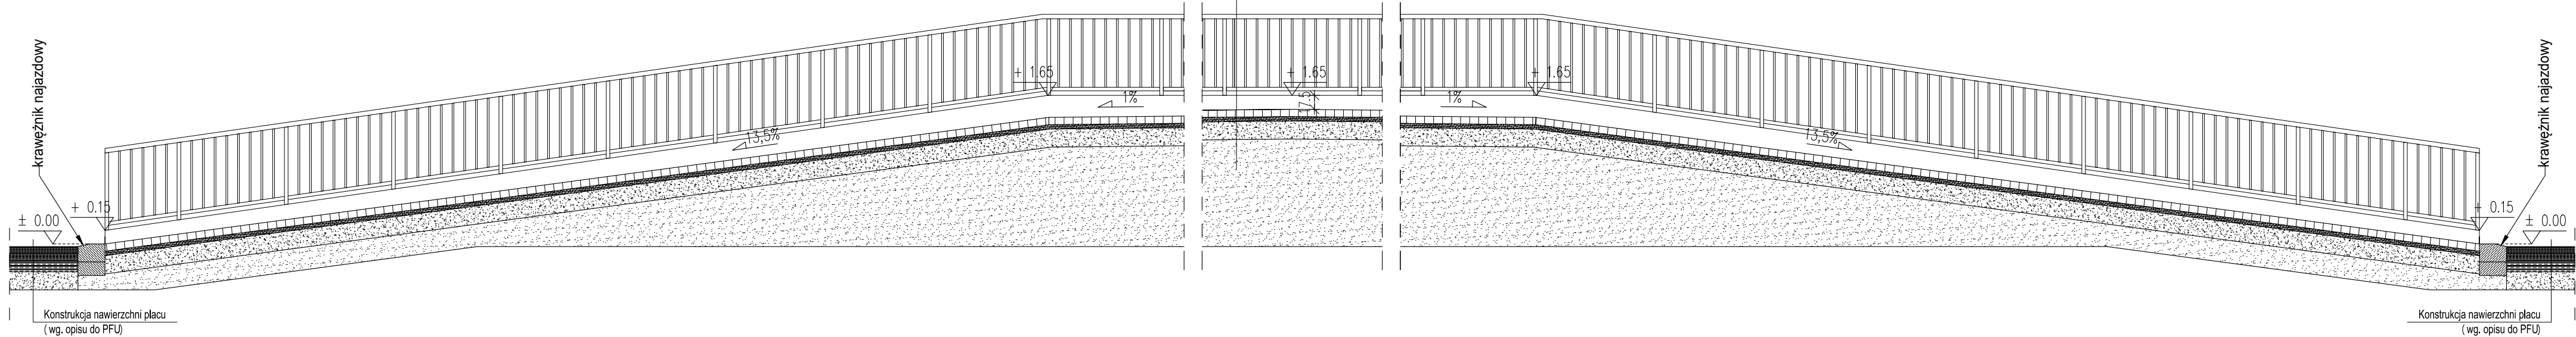 krawężnik najazdowy
± 0.00
+ 0.15
13,5%
+ 1.65
1%
+ 1.65
17.5
1%
+ 1.65
13,5%
+ 0.15
± 0.00
krawężnik najazdowy
Konstrukcja nawierzchni placu
( wg. opisu do PFU)
Konstrukcja nawierzchni placu
( wg. opisu do PFU)